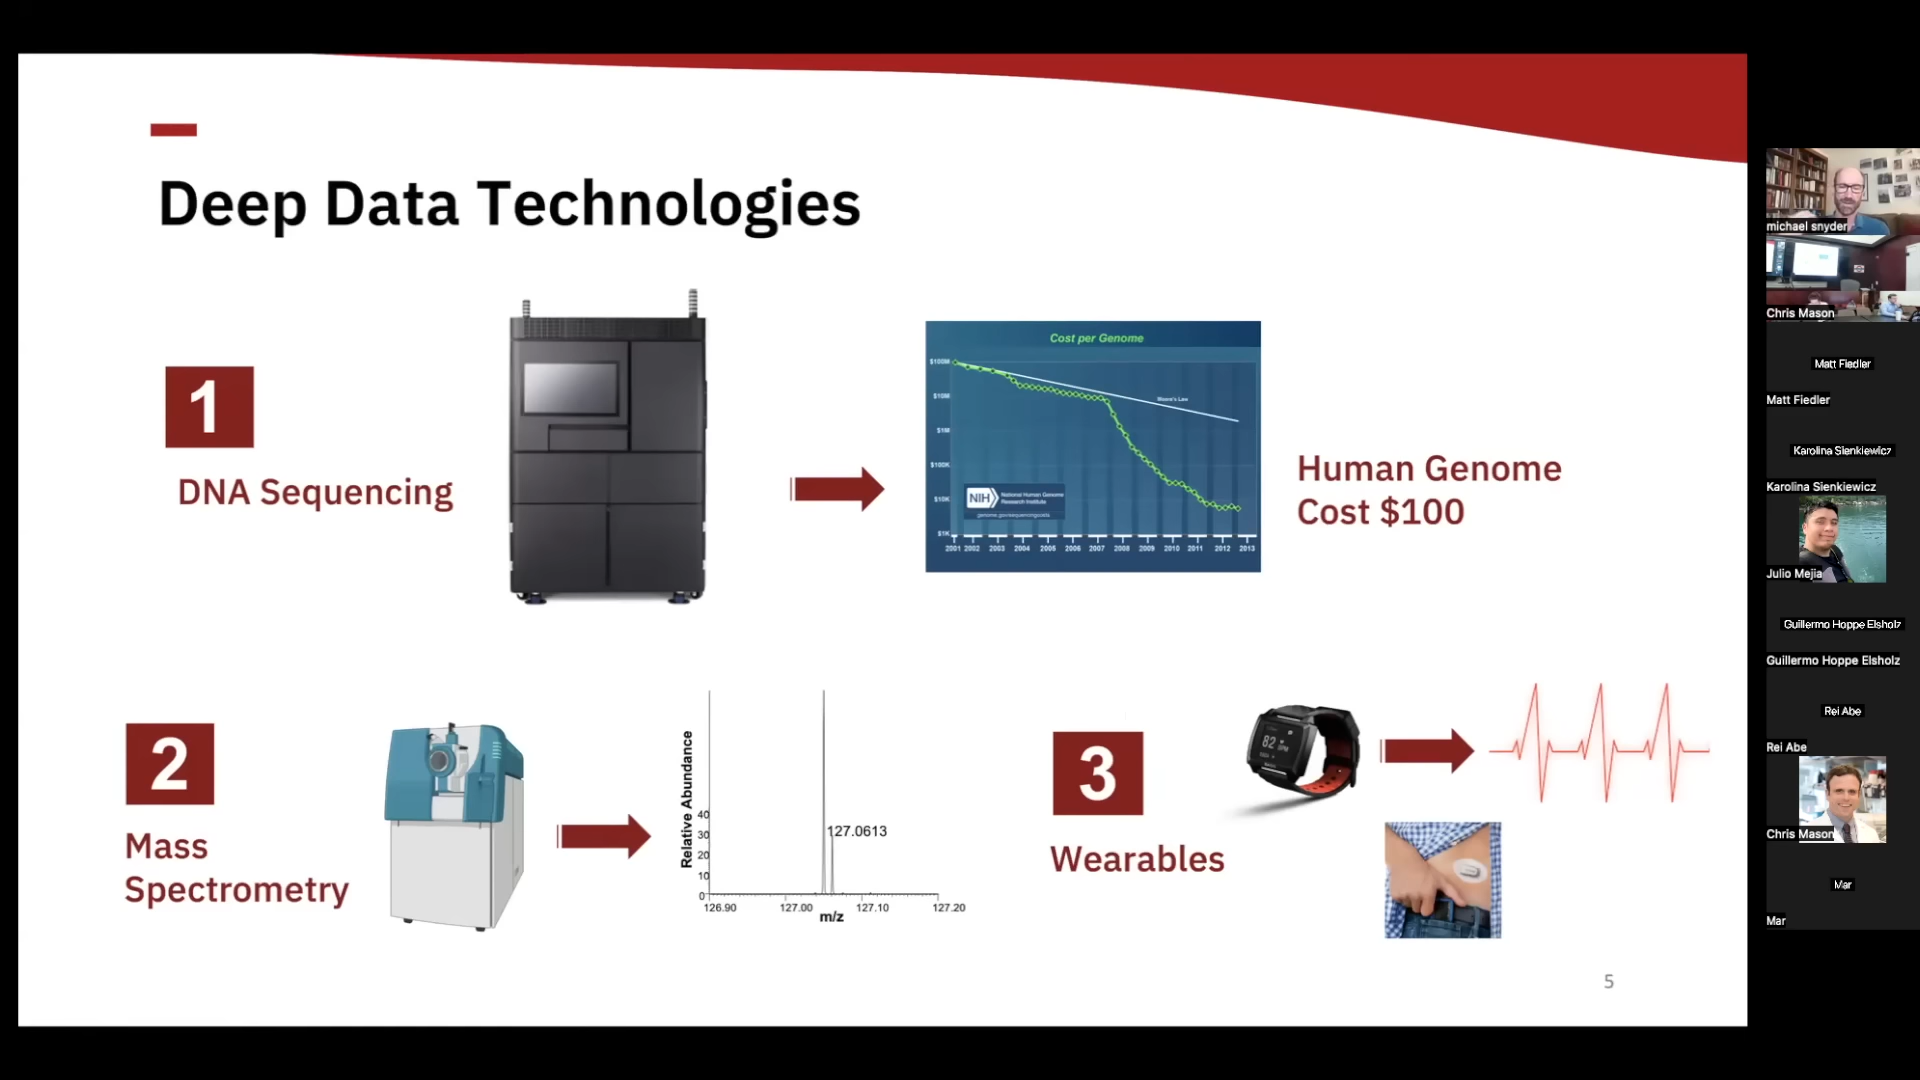 Deep Data Technologies
1
DNA Sequencing
Cost per Genome
$100M
$10M
$1M
$100K
$10K
$1K
Moore's Law
NIH
National Human Genome
Research Institute
genome.gov/sequencingcosts
2001 2002 2003 2004 2005 2006 2007 2008 2009 2010 2011 2012 2013
Human Genome
Cost $100
2
Mass
Spectrometry
Relative Abundance
40
30
20
10
0
127.0613
126.90 127.00 127.10 127.20
m/z
3
Wearables
82
5
michael snyder
Chris Mason
Matt Fiedler
Matt Fiedler
Karolina Sienkiewicz
Karolina Sienkiewicz
Julio Mejia
Guillermo Hoppe Elsholz
Guillermo Hoppe Elsholz
Rei Abe
Rei Abe
Chris Mason
Mar
Mar